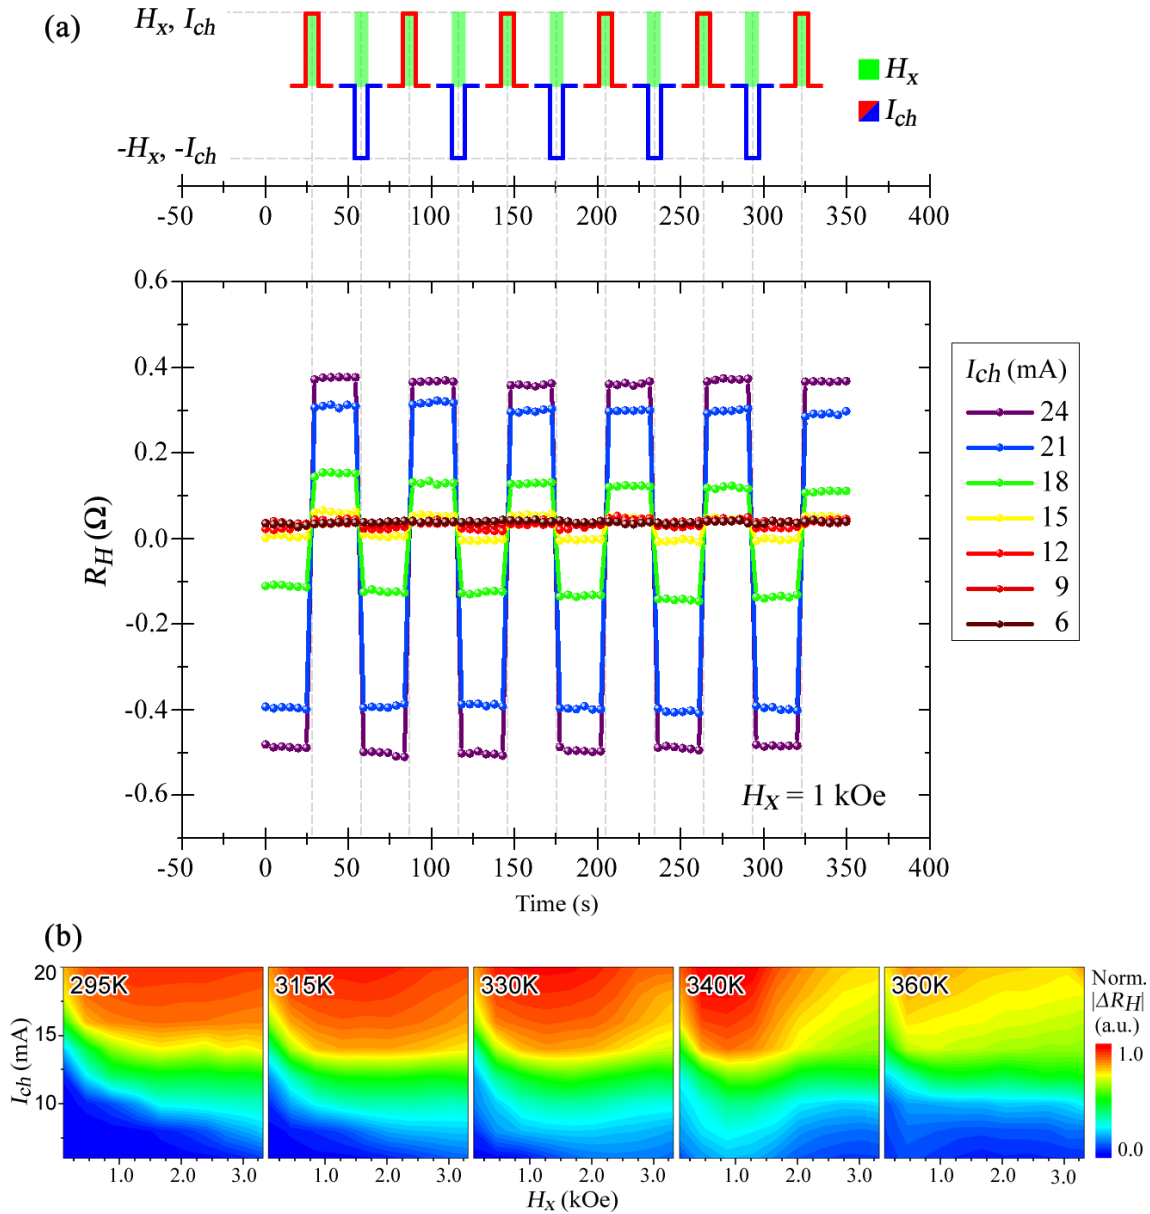 (a)
Hx, Ich
-Hx, -Ich
Hx
Ich
-50 0 50 100 150 200 250 300 350 400
0.6
0.4
0.2
0.0
-0.2
-0.4
-0.6
RH (Ω)
Ich (mA)
24
21
18
15
12
9
6
Hx = 1 kOe
-50 0 50 100 150 200 250 300 350 400
Time (s)
(b)
20
15
10
Ich (mA)
295K 315K 330K 340K 360K
Norm.
|ΔRH|
(a.u.)
1.0
0.0
1.0 2.0 3.0 1.0 2.0 3.0 1.0 2.0 3.0 1.0 2.0 3.0 1.0 2.0 3.0
Hx (kOe)